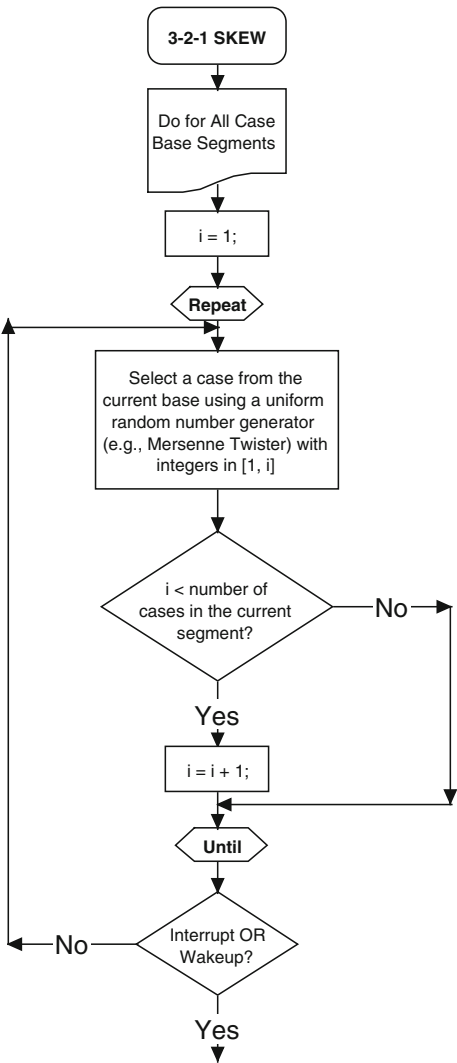 3-2-1 SKEW
Do for All Case
Base Segments
i = 1;
Repeat
Select a case from the
current base using a uniform
random number generator
(e.g., Mersenne Twister) with
integers in [1, i]
i < number of
cases in the current
segment?
No
Yes
i = i + 1;
Until
Interrupt OR
Wakeup?
No
Yes